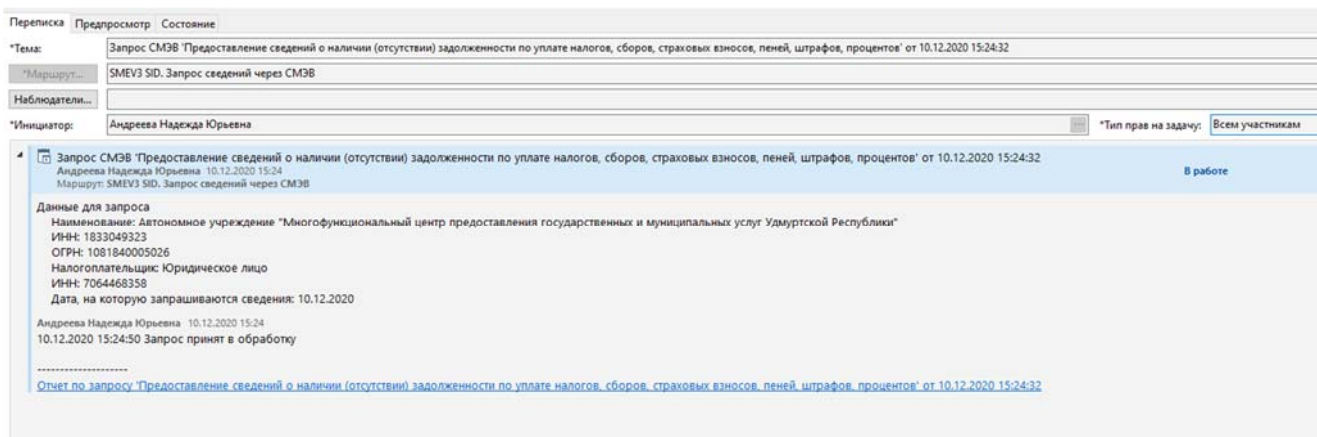 Переписка Предпросмотр Состояние
*Тема: Запрос СМЭВ 'Предоставление сведений о наличии (отсутствии) задолженности по уплате налогов, сборов, страховых взносов, пеней, штрафов, процентов' от 10.12.2020 15:24:32
*Маршрут... SMEV3 SID. Запрос сведений через СМЭВ
Наблюдатели...
*Инициатор: Андреева Надежда Юрьевна ... *Тип прав на задачу: Всем участникам
Запрос СМЭВ 'Предоставление сведений о наличии (отсутствии) задолженности по уплате налогов, сборов, страховых взносов, пеней, штрафов, процентов' от 10.12.2020 15:24:32
Андреева Надежда Юрьевна 10.12.2020 15:24 В работе
Маршрут: SMEV3 SID. Запрос сведений через СМЭВ
Данные для запроса
Наименование: Автономное учреждение "Многофункциональный центр предоставления государственных и муниципальных услуг Удмуртской Республики"
ИНН: 1833049323
ОГРН: 1081840005026
Налогоплательщик: Юридическое лицо
ИНН: 7064468358
Дата, на которую запрашиваются сведения: 10.12.2020
Андреева Надежда Юрьевна 10.12.2020 15:24
10.12.2020 15:24:50 Запрос принят в обработку
--------------------
Отчет по запросу 'Предоставление сведений о наличии (отсутствии) задолженности по уплате налогов, сборов, страховых взносов, пеней, штрафов, процентов' от 10.12.2020 15:24:32